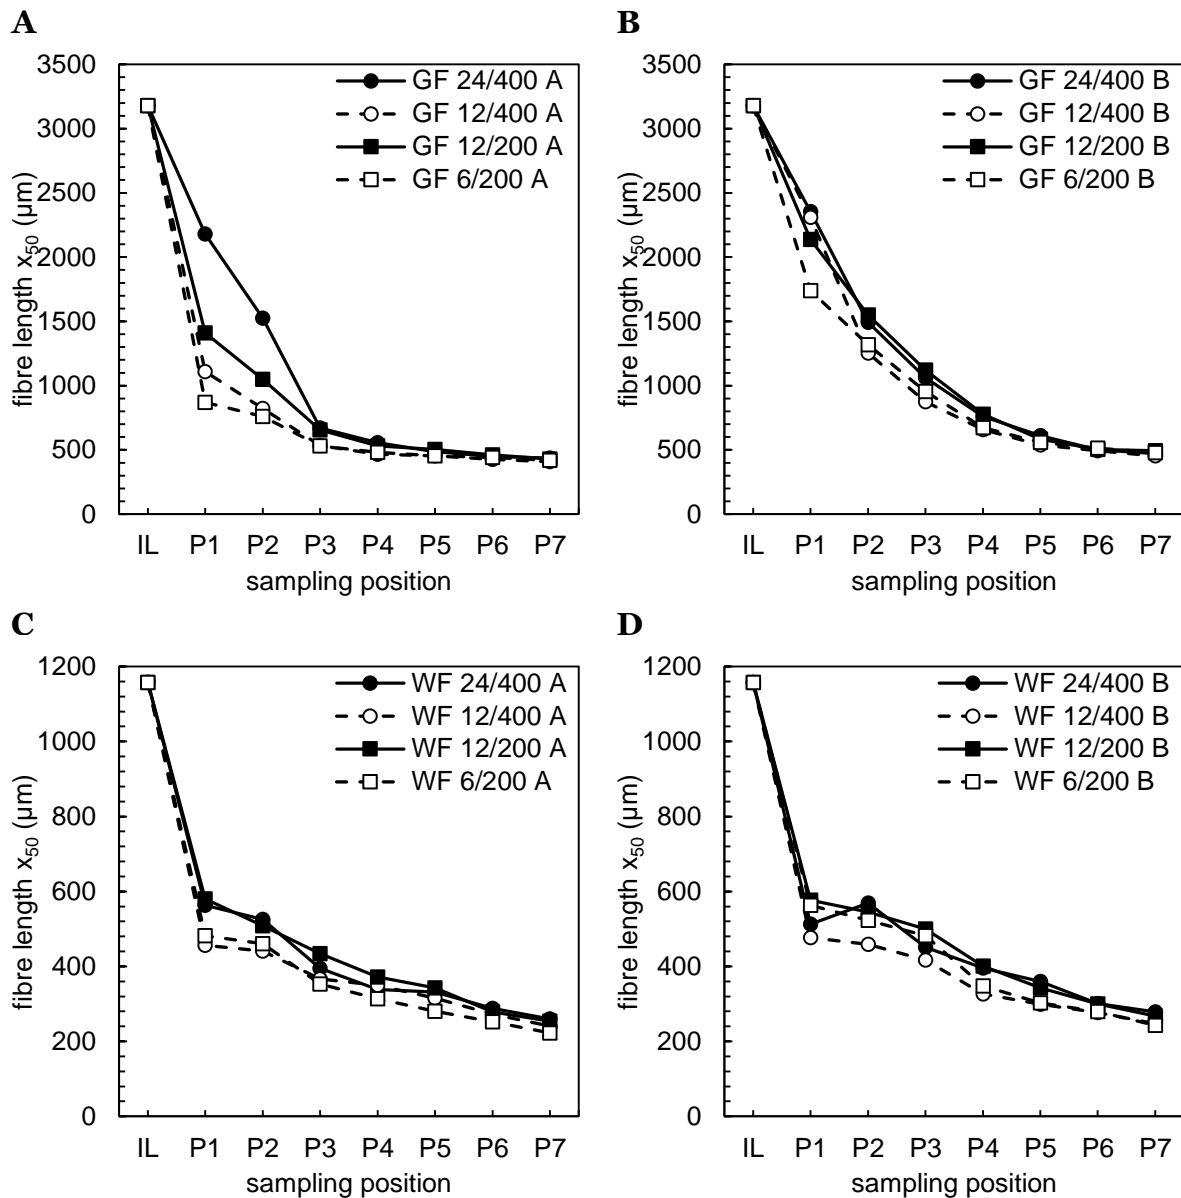 A
fibre length x50 (µm)
3500
3000
2500
2000
1500
1000
500
0
GF 24/400 A
GF 12/400 A
GF 12/200 A
GF 6/200 A
IL P1 P2 P3 P4 P5 P6 P7
sampling position
B
fibre length x50 (µm)
3500
3000
2500
2000
1500
1000
500
0
GF 24/400 B
GF 12/400 B
GF 12/200 B
GF 6/200 B
IL P1 P2 P3 P4 P5 P6 P7
sampling position
C
fibre length x50 (µm)
1200
1000
800
600
400
200
0
WF 24/400 A
WF 12/400 A
WF 12/200 A
WF 6/200 A
IL P1 P2 P3 P4 P5 P6 P7
sampling position
D
fibre length x50 (µm)
1200
1000
800
600
400
200
0
WF 24/400 B
WF 12/400 B
WF 12/200 B
WF 6/200 B
IL P1 P2 P3 P4 P5 P6 P7
sampling position